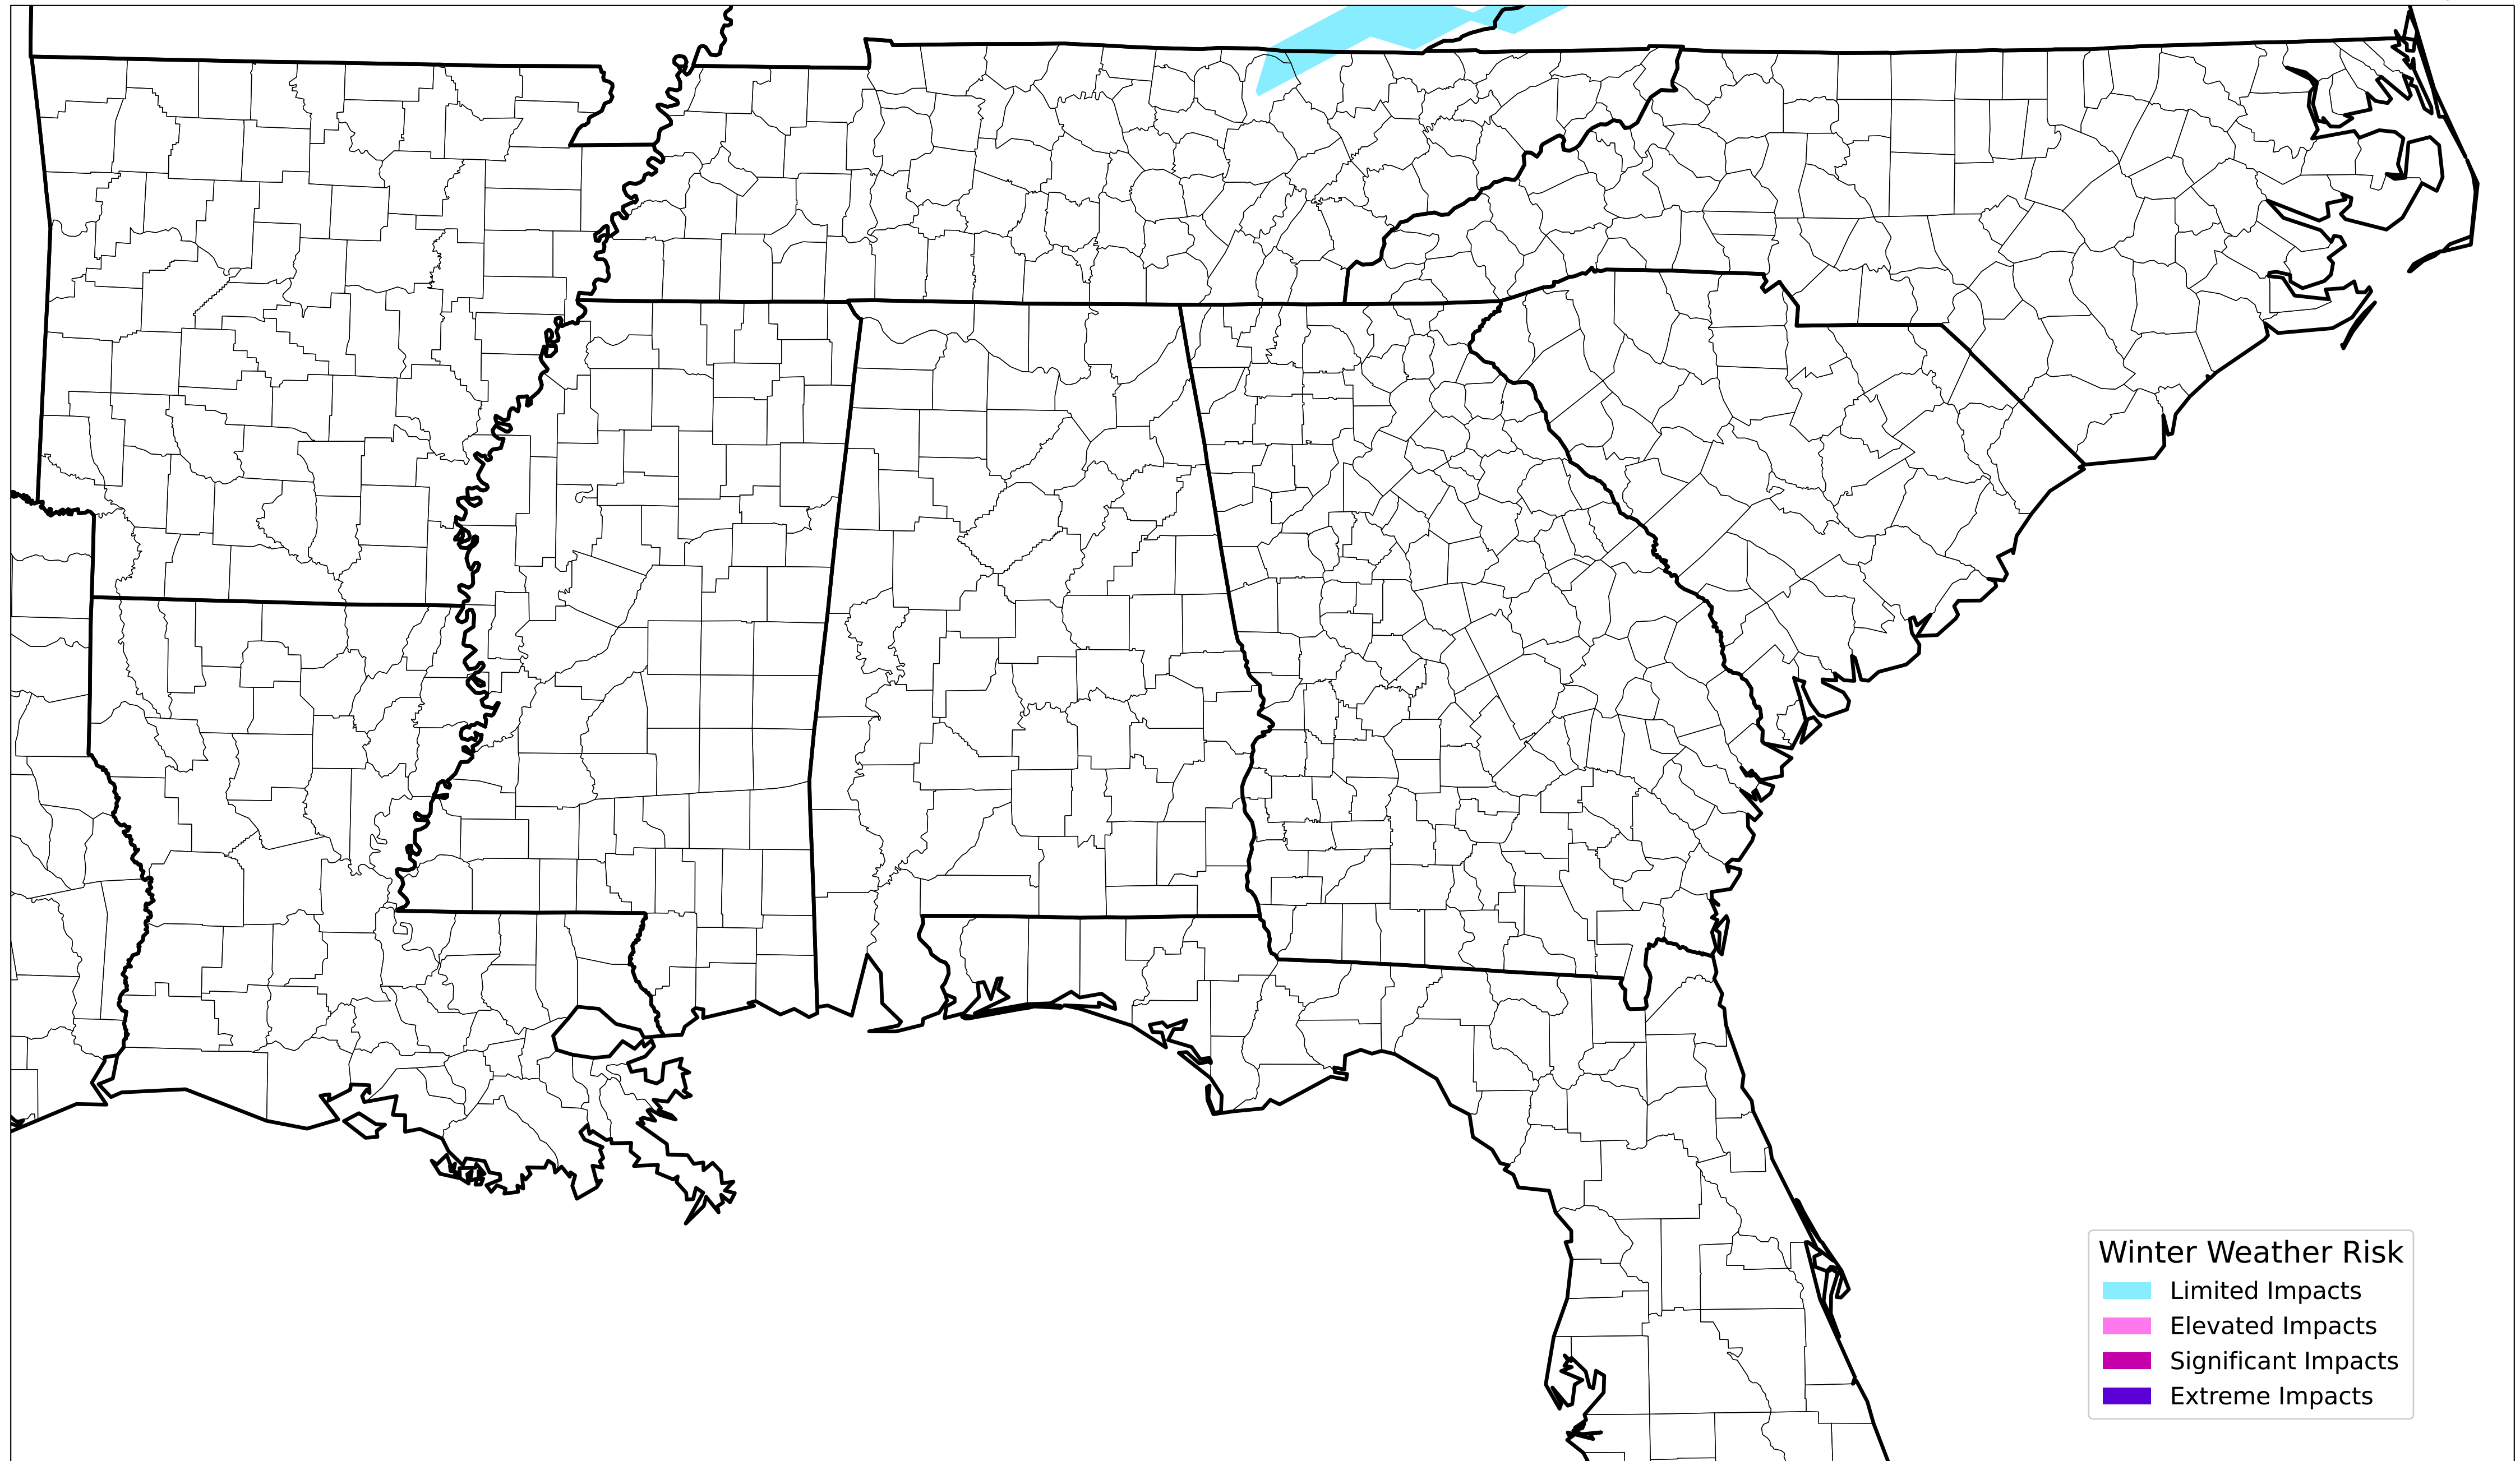 Winter Weather Risk
Limited Impacts
Elevated Impacts
Significant Impacts
Extreme Impacts